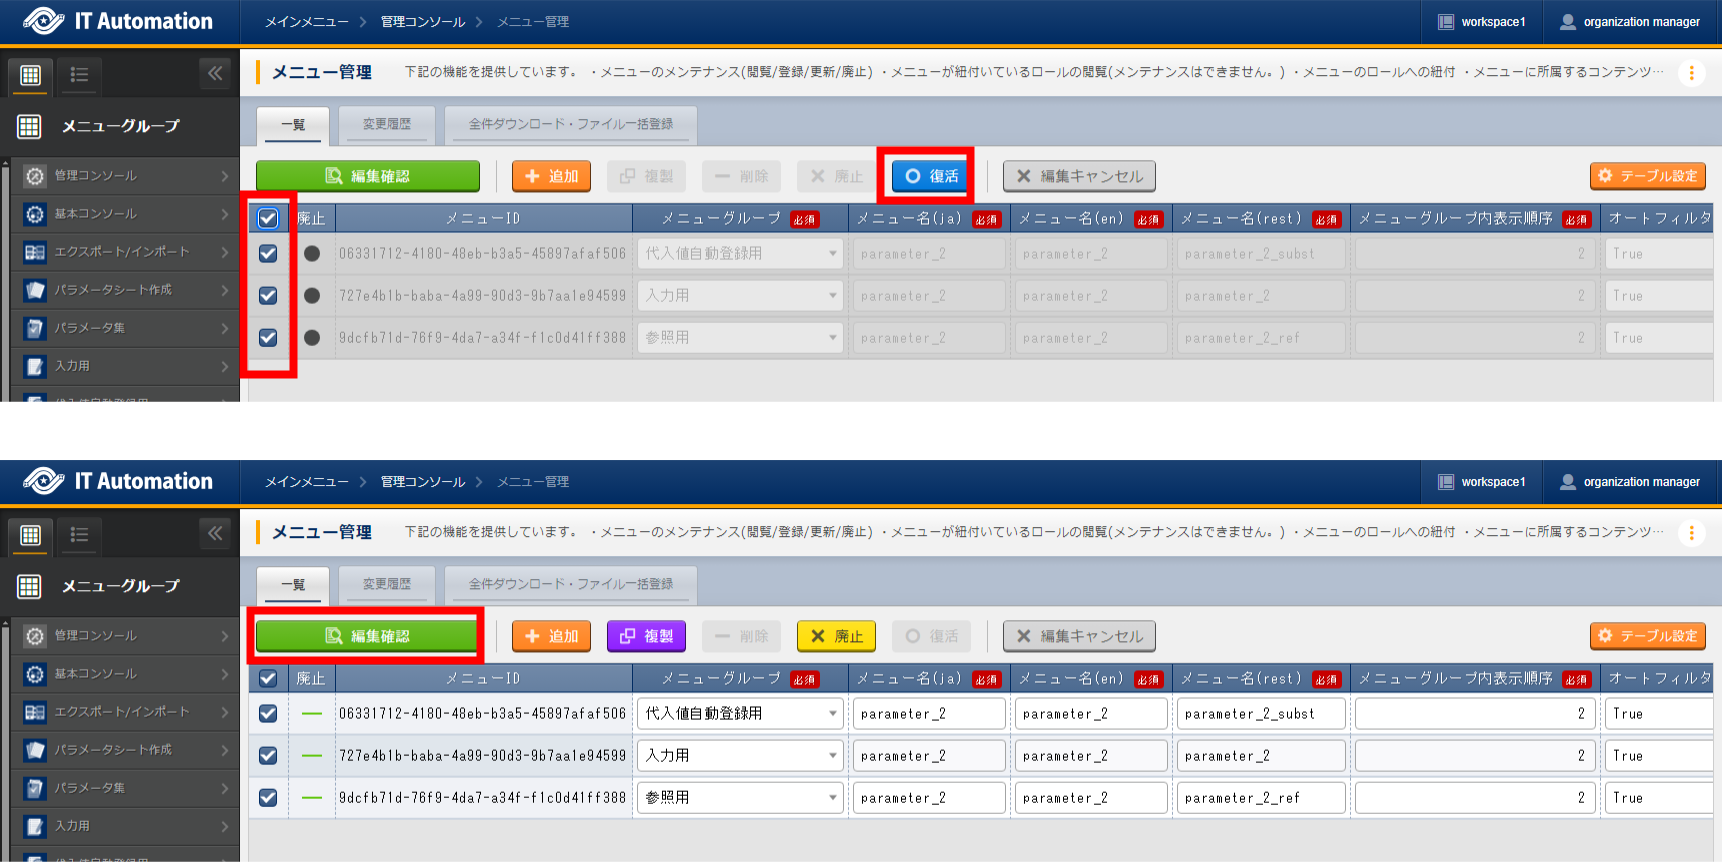 IT Automation
メインメニュー
管理コンソール
メニュー管理
workspace1
organization manager
メニュー管理
下記の機能を提供しています。 ・メニューのメンテナンス(閲覧/登録/更新/廃止) ・メニューが紐付いているロールの閲覧(メンテナンスはできません。) ・メニューのロールへの紐付 ・メニューに所属するコンテンツ…
メニューグループ
一覧
変更履歴
全件ダウンロード・ファイル一括登録
編集確認
追加
複製
削除
廃止
復活
編集キャンセル
テーブル設定
管理コンソール
基本コンソール
エクスポート/インポート
パラメータシート作成
パラメータ集
入力用
廃止 メニューID メニューグループ 必須 メニュー名(ja) 必須 メニュー名(en) 必須 メニュー名(rest) 必須 メニューグループ内表示順序 必須 オートフィルタ
06331712-4180-48eb-b3a5-45897afaf506 代入値自動登録用 parameter_2 parameter_2 parameter_2_subst 2 True
727e4b1b-baba-4a99-90d3-9b7aa1e94599 入力用 parameter_2 parameter_2 parameter_2 2 True
9dcfb71d-76f9-4da7-a34f-f1c0d41ff388 参照用 parameter_2 parameter_2 parameter_2_ref 2 True
IT Automation
メインメニュー
管理コンソール
メニュー管理
workspace1
organization manager
メニュー管理
下記の機能を提供しています。 ・メニューのメンテナンス(閲覧/登録/更新/廃止) ・メニューが紐付いているロールの閲覧(メンテナンスはできません。) ・メニューのロールへの紐付 ・メニューに所属するコンテンツ…
メニューグループ
一覧
変更履歴
全件ダウンロード・ファイル一括登録
編集確認
追加
複製
削除
廃止
復活
編集キャンセル
テーブル設定
管理コンソール
基本コンソール
エクスポート/インポート
パラメータシート作成
パラメータ集
入力用
廃止 メニューID メニューグループ 必須 メニュー名(ja) 必須 メニュー名(en) 必須 メニュー名(rest) 必須 メニューグループ内表示順序 必須 オートフィルタ
06331712-4180-48eb-b3a5-45897afaf506 代入値自動登録用 parameter_2 parameter_2 parameter_2_subst 2 True
727e4b1b-baba-4a99-90d3-9b7aa1e94599 入力用 parameter_2 parameter_2 parameter_2 2 True
9dcfb71d-76f9-4da7-a34f-f1c0d41ff388 参照用 parameter_2 parameter_2 parameter_2_ref 2 True